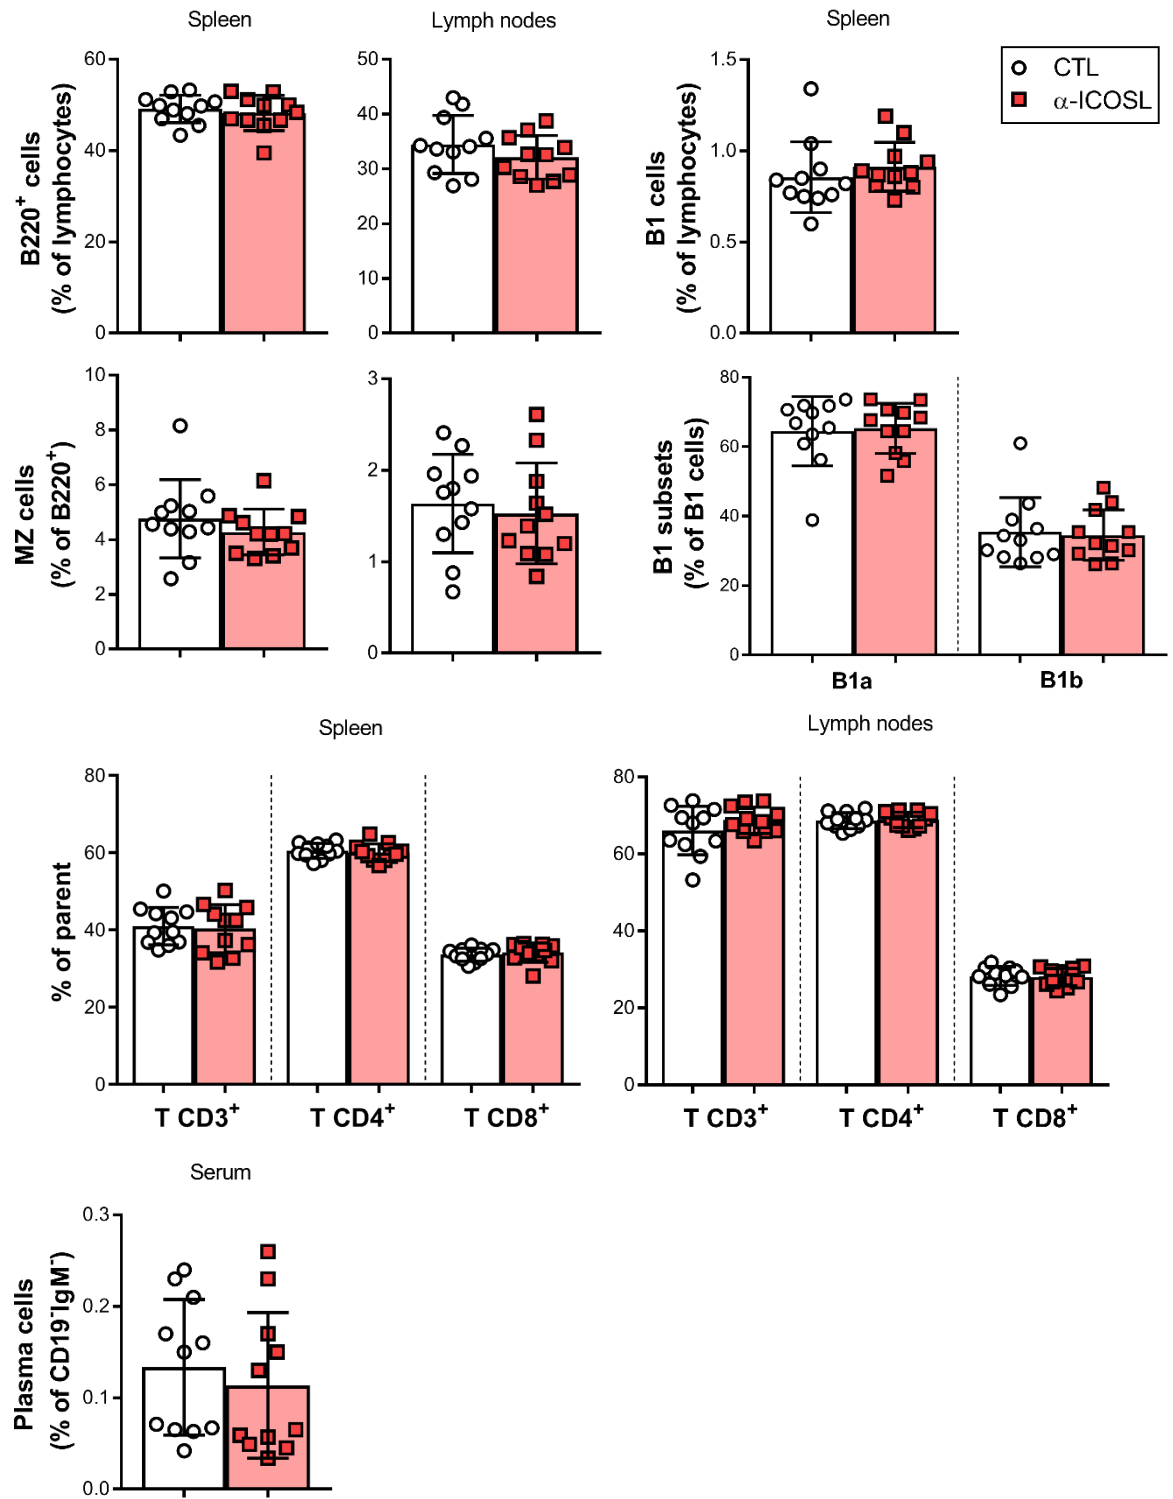 Spleen
Lymph nodes
Spleen
CTL
α-ICOSL
B220⁺ cells
(% of lymphocytes)
60
40
20
0
50
40
30
20
10
0
B1 cells
(% of lymphocytes)
1.5
1.0
0.5
0.0
MZ cells
(% of B220⁺)
10
8
6
4
2
0
3
2
1
0
B1 subsets
(% of B1 cells)
80
60
40
20
0
B1a
B1b
Spleen
Lymph nodes
% of parent
80
60
40
20
0
T CD3⁺
T CD4⁺
T CD8⁺
80
60
40
20
0
T CD3⁺
T CD4⁺
T CD8⁺
Serum
Plasma cells
(% of CD19⁻IgM⁻)
0.3
0.2
0.1
0.0